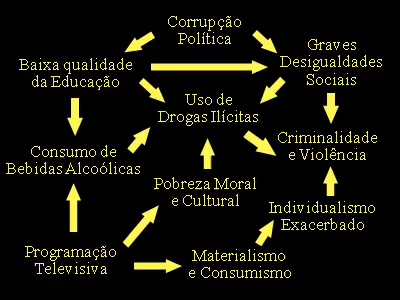 Corrupção
Política
Baixa qualidade
da Educação
Graves
Desigualdades
Sociais
Uso de
Drogas Ilícitas
Consumo de
Bebidas Alcoólicas
Criminalidade
e Violência
Pobreza Moral
e Cultural
Individualismo
Exacerbado
Programação
Televisiva
Materialismo
e Consumismo